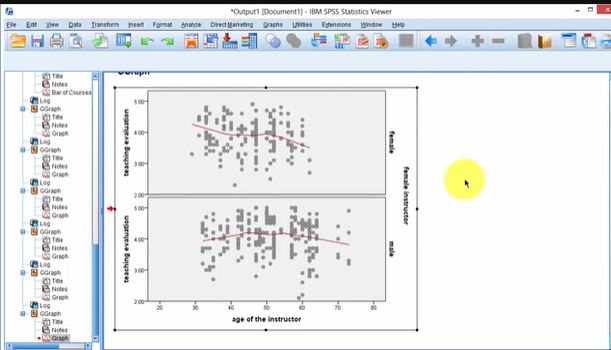 *Output1 [Document1] - IBM SPSS Statistics Viewer
File Edit View Data Transform Insert Format Analyze Direct Marketing Graphs Utilities Extensions Window Help
Title
Notes
Bar of Courses
Log
GGraph
Title
Notes
Graph
Log
GGraph
Title
Notes
Graph
Log
GGraph
Title
Notes
Graph
Log
GGraph
Title
Notes
Graph
Log
GGraph
Title
Notes
Graph
Log
GGraph
Title
Notes
Graph
GGraph
teaching evaluation
5.00
4.00
3.00
2.00
female
teaching evaluation
5.00
4.00
3.00
2.00
male
female instructor
20 30 40 50 60 70 80
age of the instructor